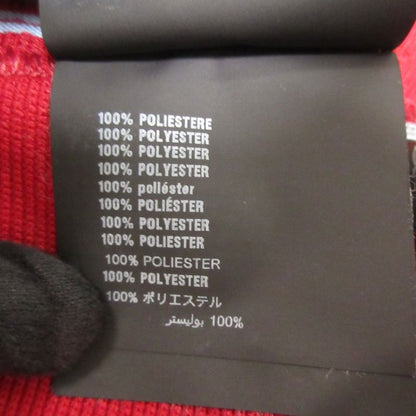 100% POLIESTERE
100% POLYESTER
100% POLYESTER
100% POLYESTER
100% poliéster
100% POLIÉSTER
100% POLYESTER
100% POLIESTER
100% POLIESTER
100% POLYESTER
100% ポリエステル
100% بوليستر